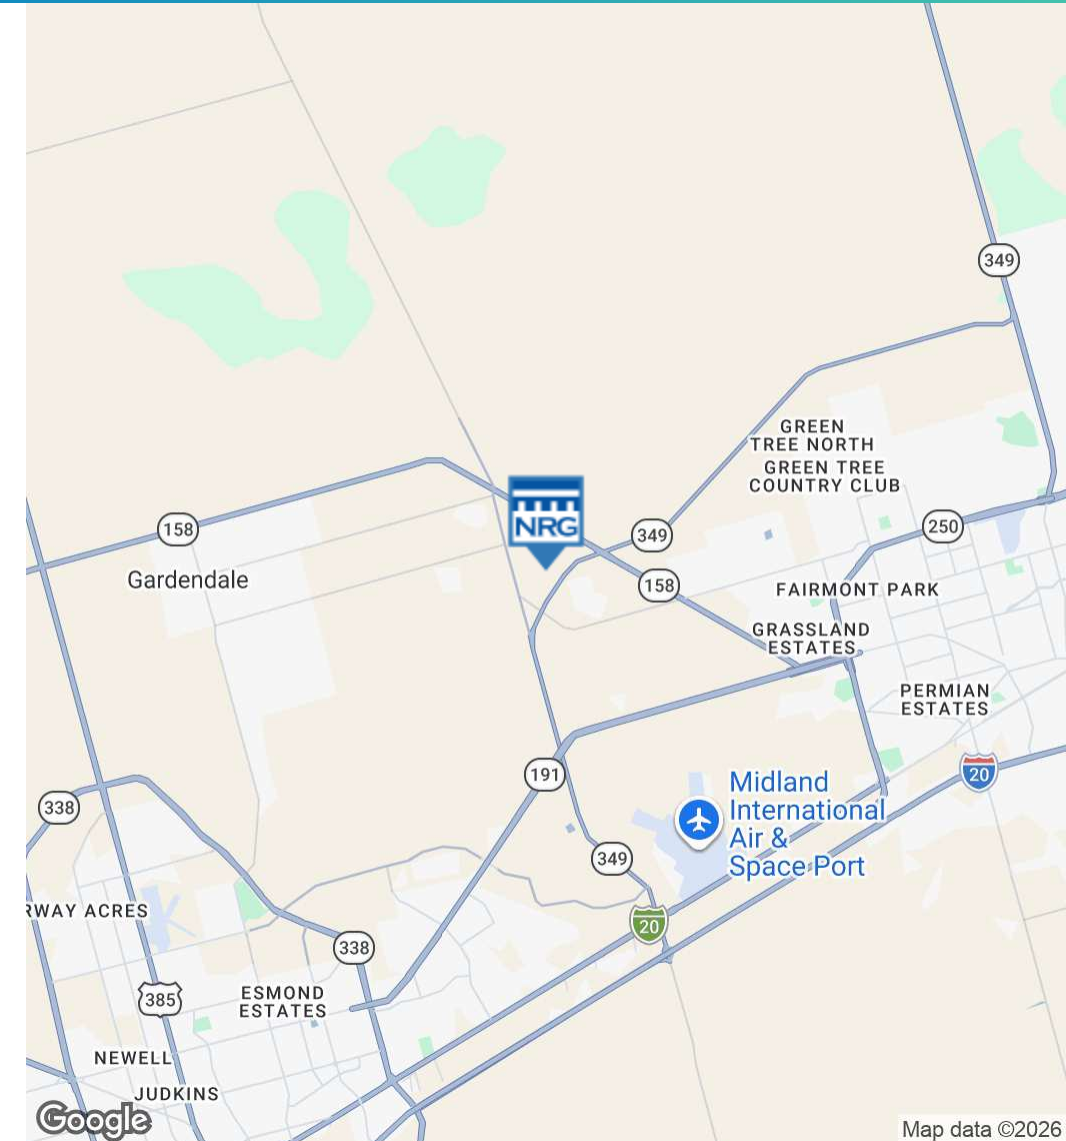 349
GREEN
TREE NORTH
GREEN TREE
COUNTRY CLUB
NRG
158
349
250
Gardendale
158
FAIRMONT PARK
GRASSLAND
ESTATES
PERMIAN
ESTATES
191
20
338
Midland
International
Air &
Space Port
349
RWAY ACRES
20
338
385
ESMOND
ESTATES
NEWELL
JUDKINS
Google
Map data ©2026